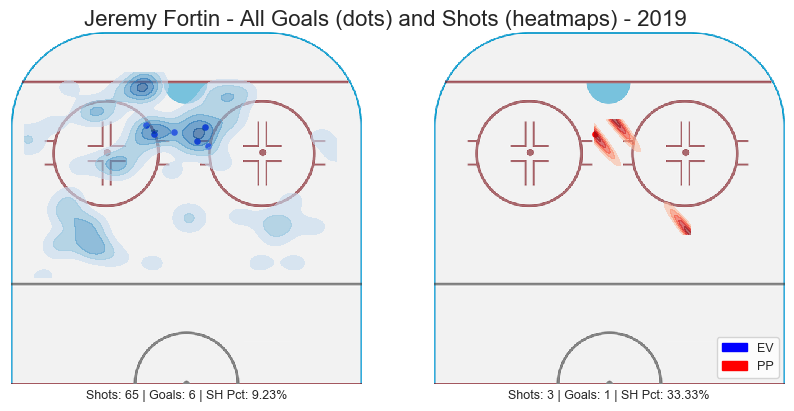 Jeremy Fortin - All Goals (dots) and Shots (heatmaps) - 2019
EV
PP
Shots: 65 | Goals: 6 | SH Pct: 9.23%
Shots: 3 | Goals: 1 | SH Pct: 33.33%